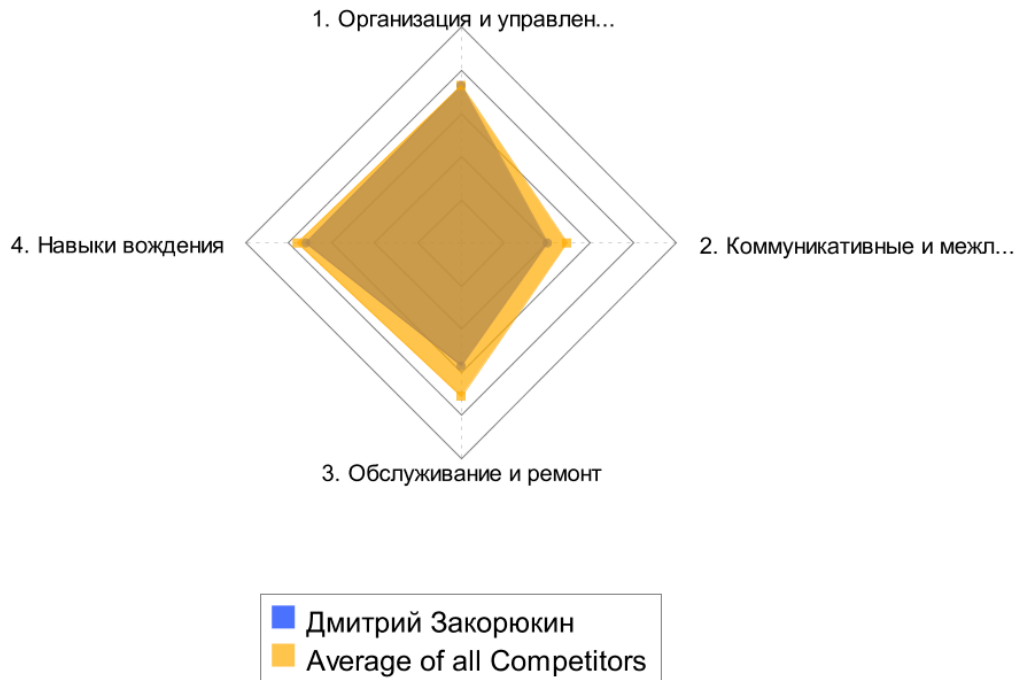 1. Организация и управлен...
4. Навыки вождения
2. Коммуникативные и межл...
3. Обслуживание и ремонт
Дмитрий Закорюкин
Average of all Competitors